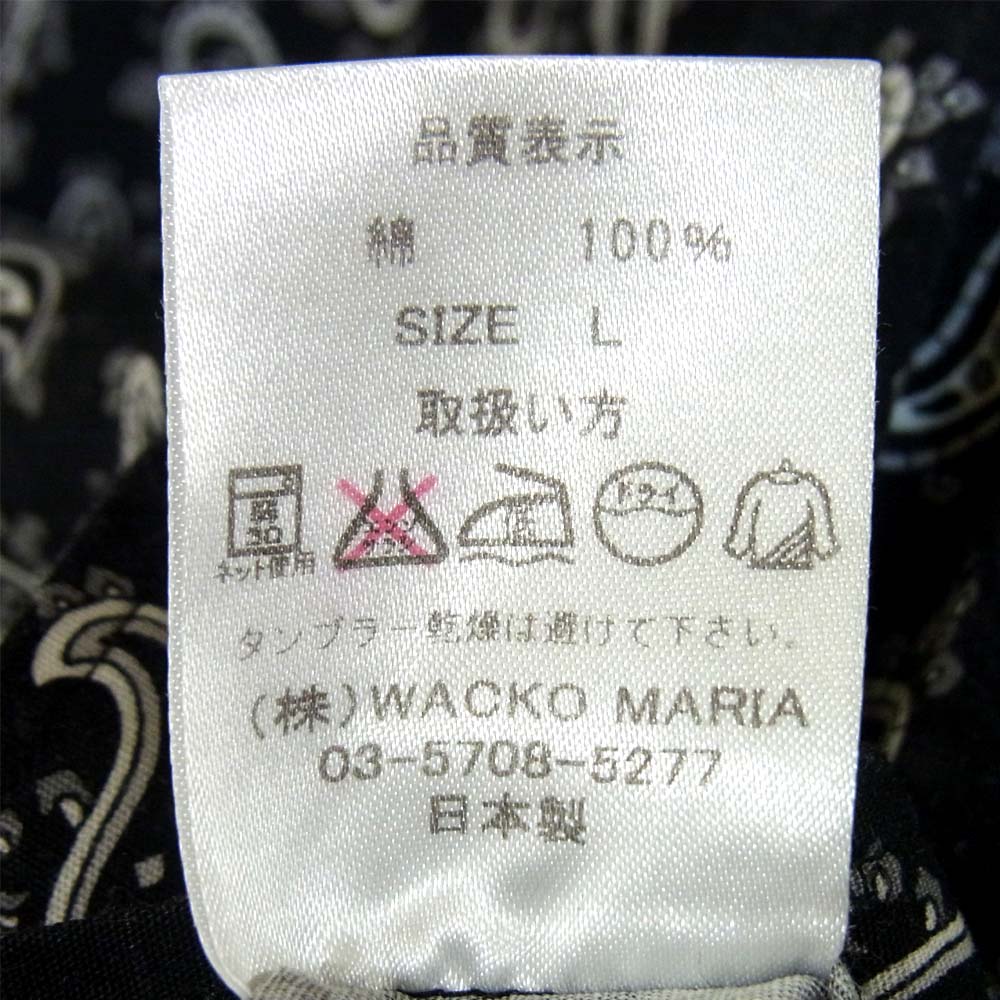 品質表示
綿 100%
SIZE L
取扱い方
弱 30 中 ドライ
ネット使用
タンブラー乾燥は避けて下さい。
(株)WACKO MARIA
03-5708-5277
日本製